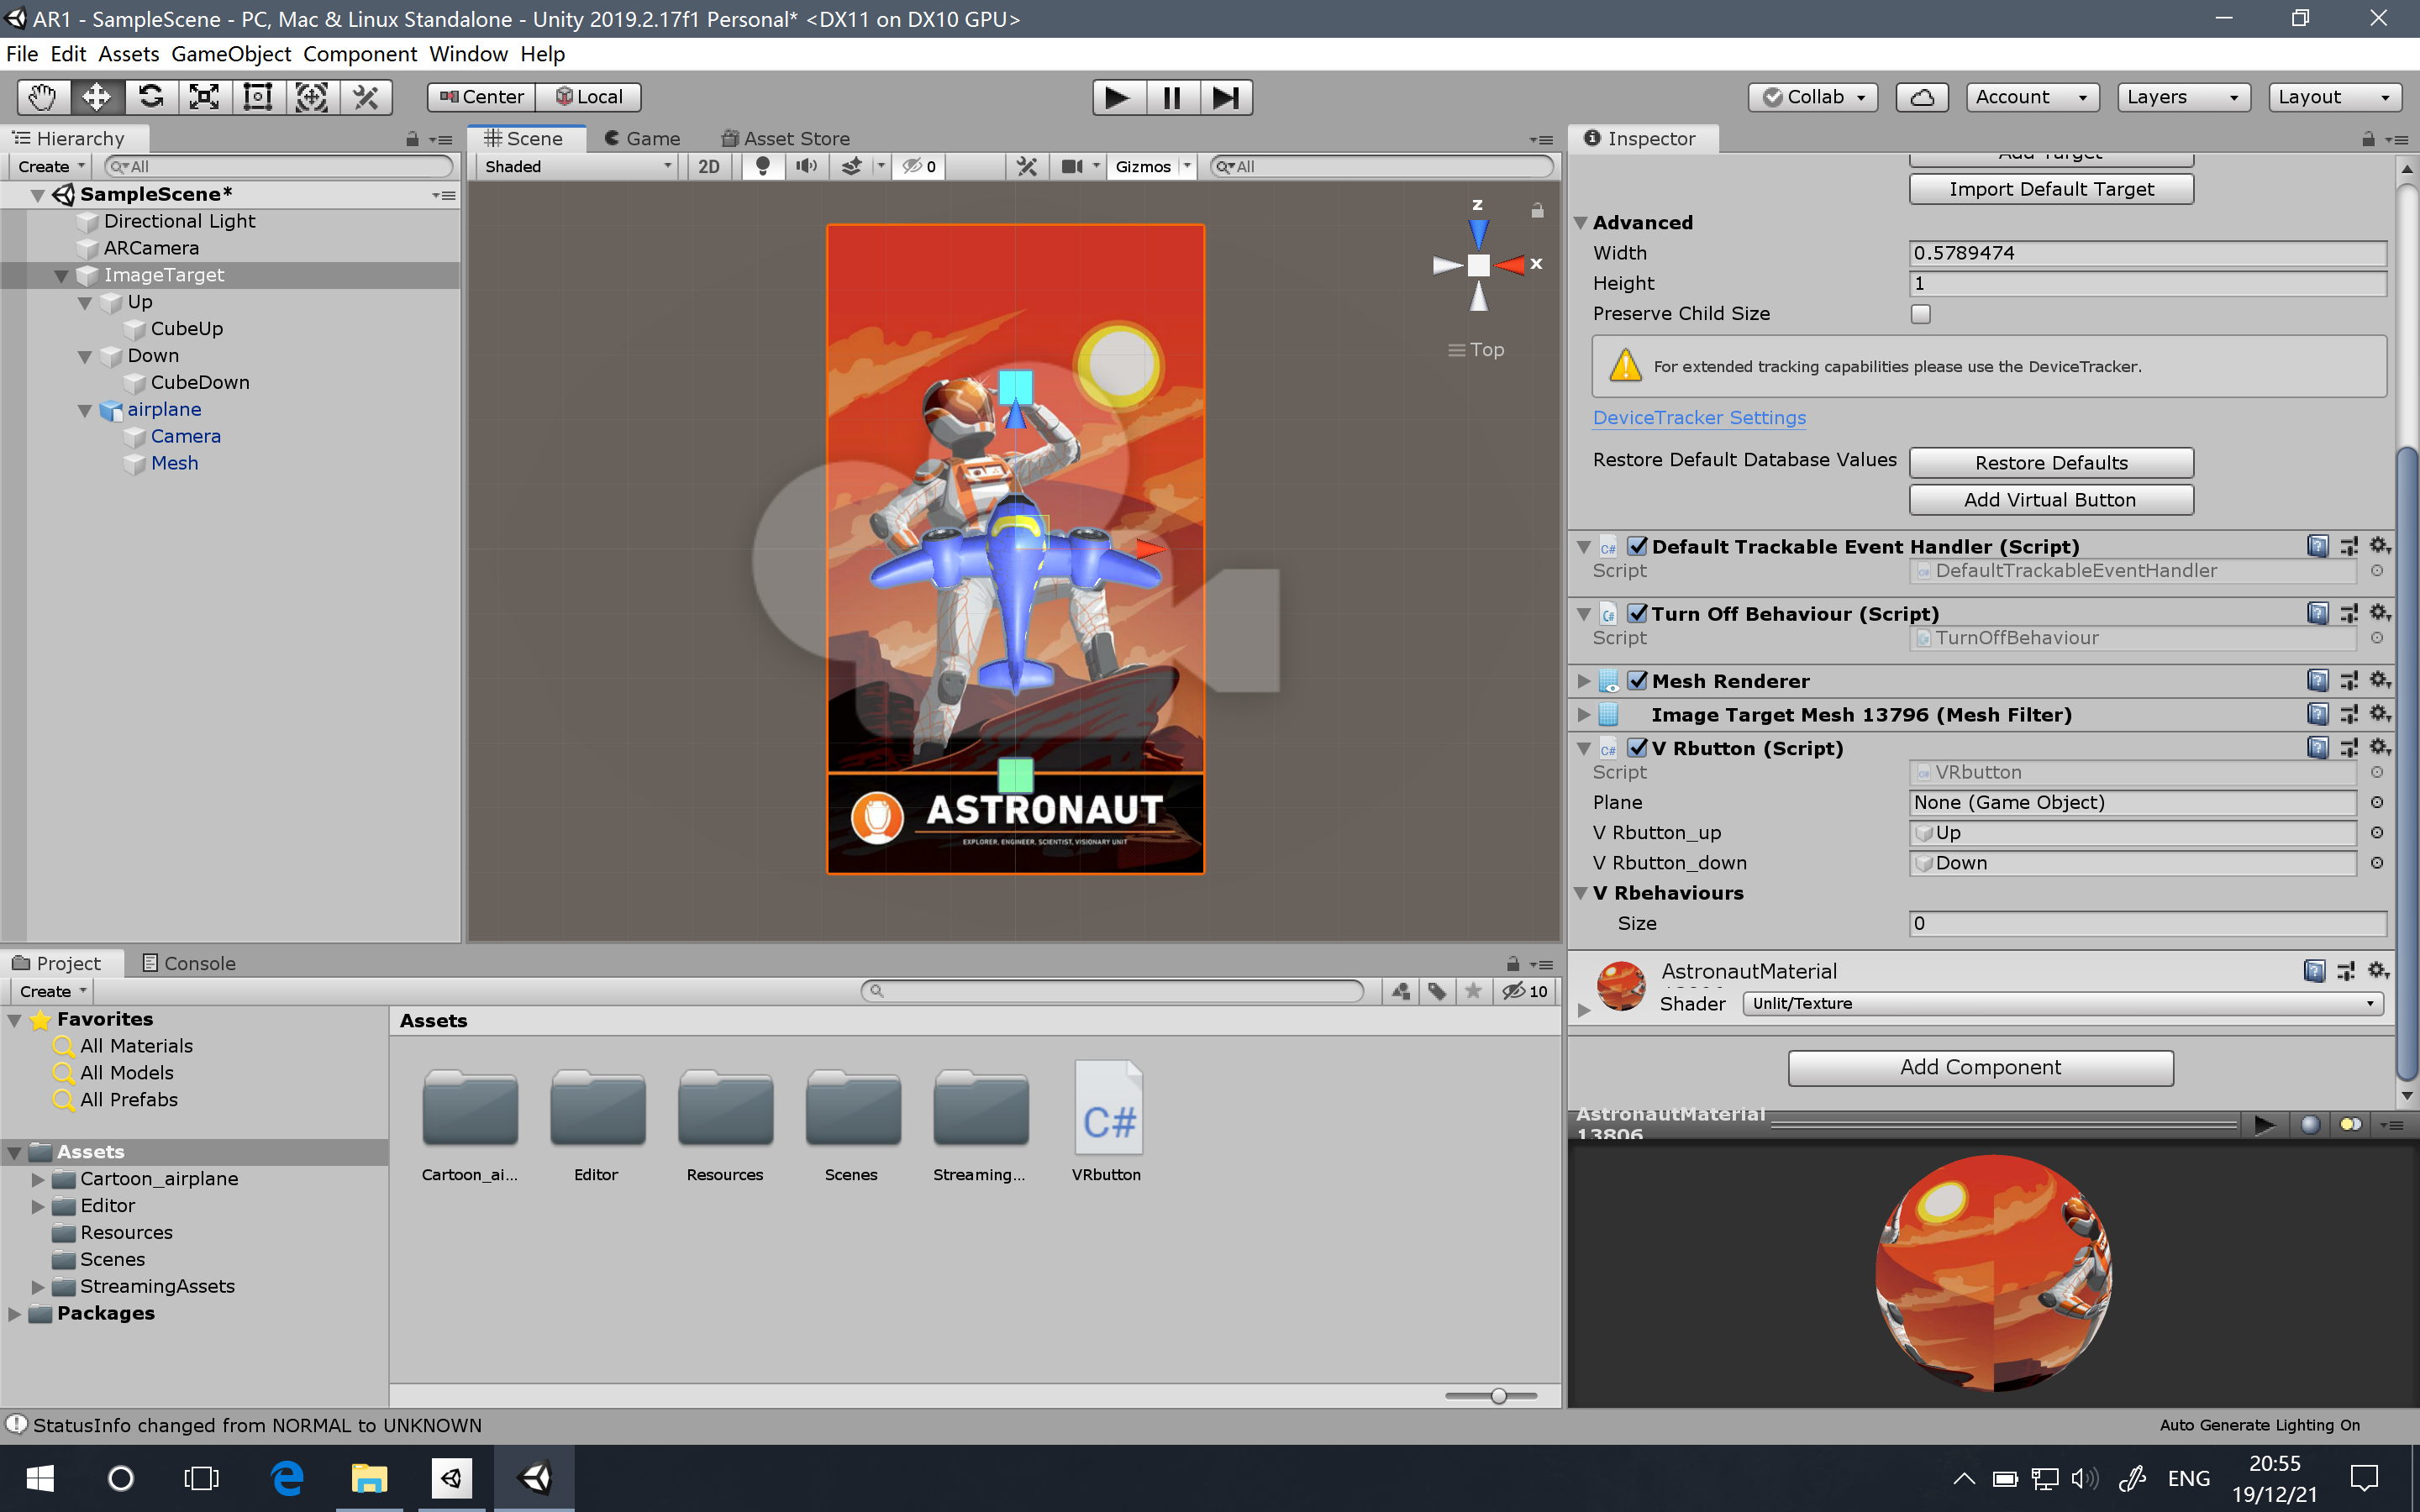 AR1 - SampleScene - PC, Mac & Linux Standalone - Unity 2019.2.17f1 Personal* <DX11 on DX10 GPU>
File Edit Assets GameObject Component Window Help
Center Local Collab Account Layers Layout
Hierarchy
Create All
SampleScene*
Directional Light
ARCamera
ImageTarget
Up
CubeUp
Down
CubeDown
airplane
Camera
Mesh
Scene Game Asset Store
Shaded 2D 0 Gizmos All
z
x
Top
ASTRONAUT
EXPLORER, ENGINEER, SCIENTIST, VISIONARY UNIT
Inspector
Add Target
Import Default Target
Advanced
Width 0.5789474
Height 1
Preserve Child Size
For extended tracking capabilities please use the DeviceTracker.
DeviceTracker Settings
Restore Default Database Values Restore Defaults
Add Virtual Button
C# Default Trackable Event Handler (Script)
Script DefaultTrackableEventHandler
C# Turn Off Behaviour (Script)
Script TurnOffBehaviour
Mesh Renderer
Image Target Mesh 13796 (Mesh Filter)
C# V Rbutton (Script)
Script VRbutton
Plane None (Game Object)
V Rbutton_up Up
V Rbutton_down Down
V Rbehaviours
Size 0
AstronautMaterial
Shader Unlit/Texture
Add Component
AstronautMaterial
13806
Project Console
Create 10
Favorites
All Materials
All Models
All Prefabs
Assets
Cartoon_airplane
Editor
Resources
Scenes
StreamingAssets
Packages
Assets
C#
Cartoon_ai... Editor Resources Scenes Streaming... VRbutton
StatusInfo changed from NORMAL to UNKNOWN
Auto Generate Lighting On
ENG
20:55
19/12/21